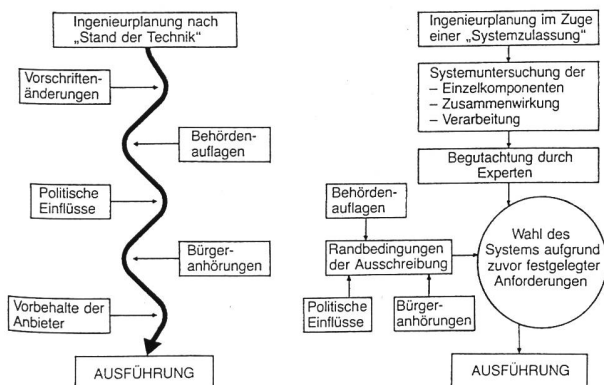 Ingenieurplanung nach
„Stand der Technik“
Vorschriften-
änderungen
Behörden-
auflagen
Politische
Einflüsse
Bürger-
anhörungen
Vorbehalte der
Anbieter
AUSFÜHRUNG
Ingenieurplanung im Zuge
einer „Systemzulassung“
Systemuntersuchung der
– Einzelkomponenten
– Zusammenwirkung
– Verarbeitung
Begutachtung durch
Experten
Behörden-
auflagen
Randbedingungen
der Ausschreibung
Politische
Einflüsse
Bürger-
anhörungen
Wahl des
Systems aufgrund
zuvor festgelegter
Anforderungen
AUSFÜHRUNG